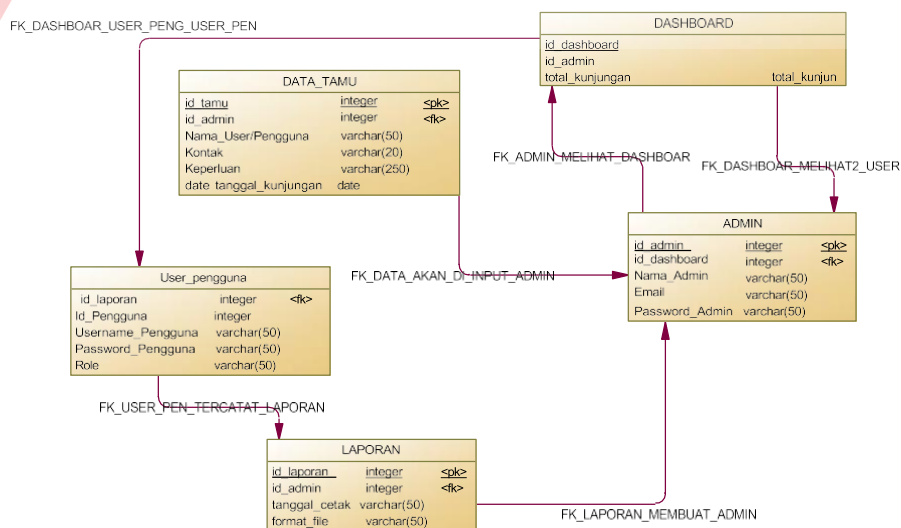 FK_DASHBOAR_USER_PENG_USER_PEN
DASHBOARD
id_dashboard
id_admin
total_kunjungan total_kunjun
DATA_TAMU
id_tamu integer <pk>
id_admin integer <fk>
Nama_User/Pengguna varchar(50)
Kontak varchar(20)
Keperluan varchar(250)
date tanggal_kunjungan date
FK_ADMIN_MELIHAT_DASHBOAR
FK_DASHBOAR_MELIHAT2_USER
ADMIN
id_admin integer <pk>
id_dashboard integer <fk>
Nama_Admin varchar(50)
Email varchar(50)
Password_Admin varchar(50)
FK_DATA_AKAN_DI_INPUT_ADMIN
User_pengguna
id_laporan integer <fk>
Id_Pengguna integer
Username_Pengguna varchar(50)
Password_Pengguna varchar(50)
Role varchar(50)
FK_USER_PEN_TERCATAT_LAPORAN
LAPORAN
id_laporan integer <pk>
id_admin integer <fk>
tanggal_cetak varchar(50)
format_file varchar(50)
FK_LAPORAN_MEMBUAT_ADMIN